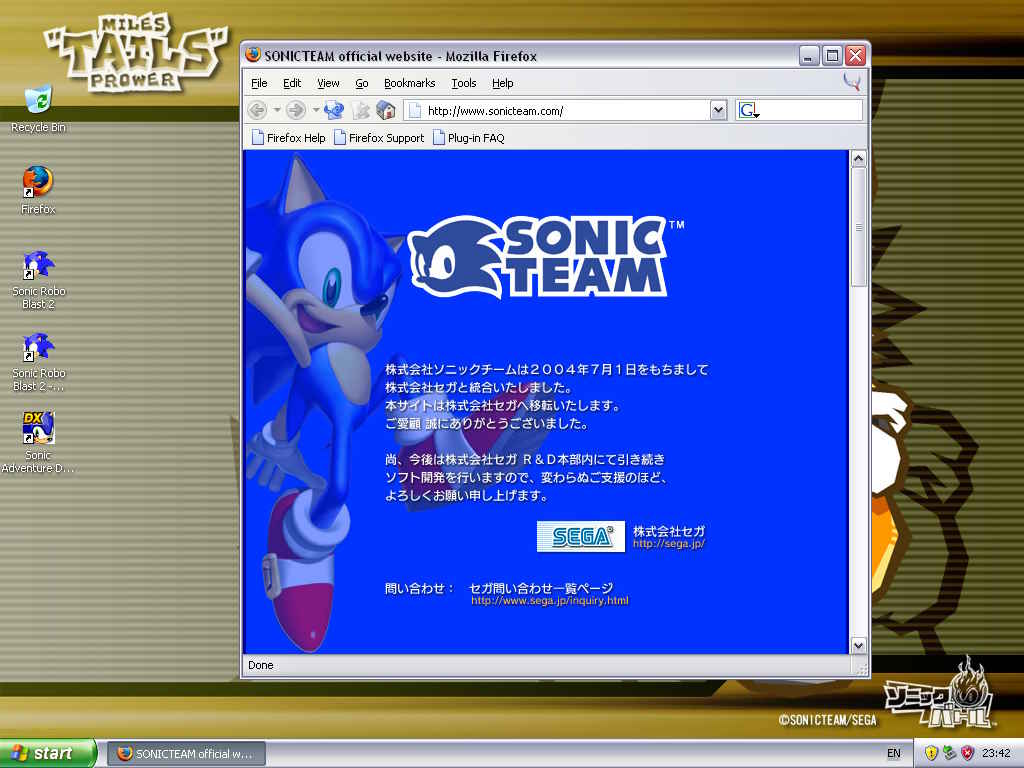 MILES
"TAILS"
PROWER
Recycle Bin
Firefox
Sonic Robo
Blast 2
Sonic Robo
Blast 2 -...
DX
Sonic
Adventure D...
SONICTEAM official website - Mozilla Firefox
File Edit View Go Bookmarks Tools Help
http://www.sonicteam.com/
G
Firefox Help Firefox Support Plug-in FAQ
SONIC TM
TEAM
株式会社ソニックチームは２００４年７月１日をもちまして
株式会社セガと統合いたしました。
本サイトは株式会社セガへ移転いたします。
ご愛顧 誠にありがとうございました。
尚、今後は株式会社セガ Ｒ＆Ｄ本部内にて引き続き
ソフト開発を行いますので、変わらぬご支援のほど、
よろしくお願い申し上げます。
SEGA® 株式会社セガ
http://sega.jp/
問い合わせ： セガ問い合わせ一覧ページ
http://www.sega.jp/inquiry.html
Done
ソニック
バトル
©SONICTEAM/SEGA
start SONICTEAM official w... EN 23:42